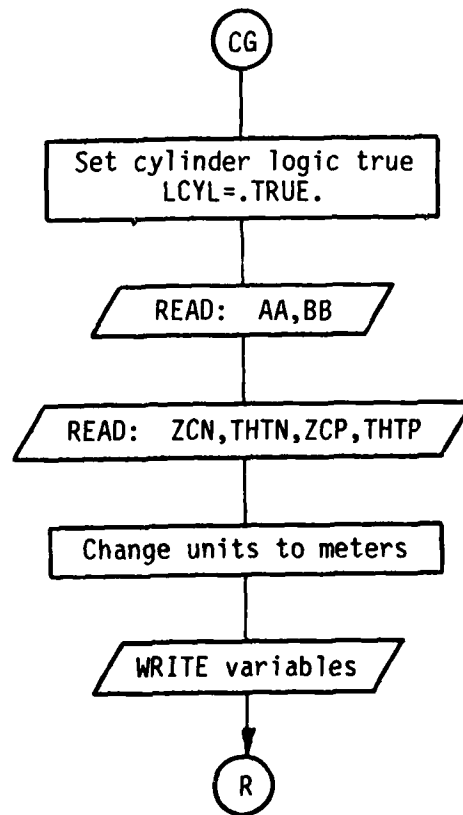 CG
Set cylinder logic true
LCYL=.TRUE.
READ: AA,BB
READ: ZCN,THTN,ZCP,THTP
Change units to meters
WRITE variables
R